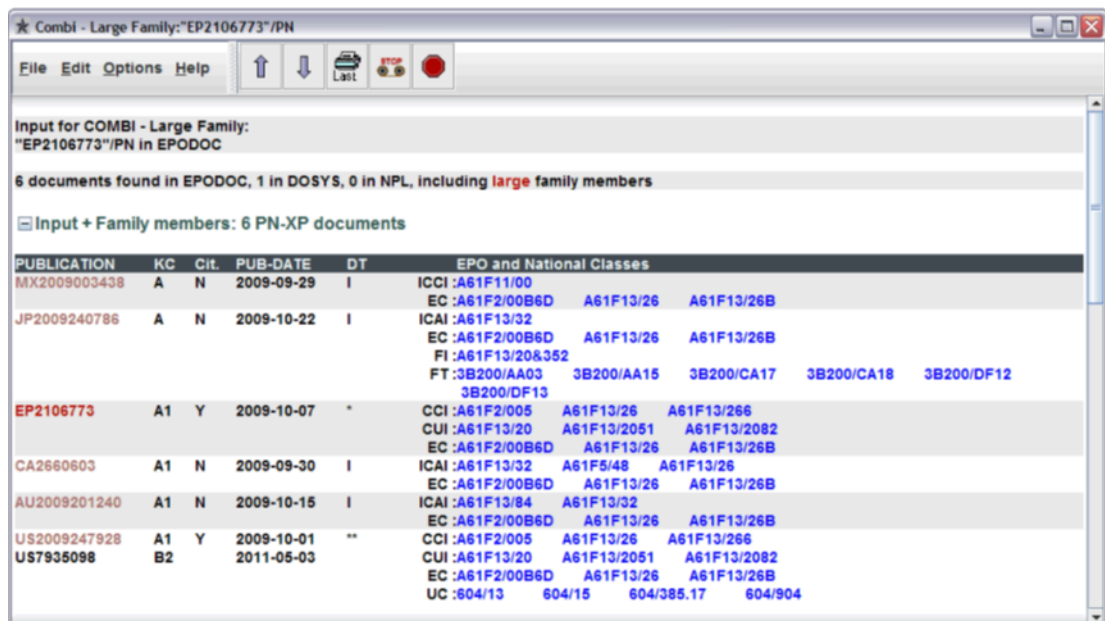 Combi - Large Family:"EP2106773"/PN
File Edit Options Help Last STOP
Input for COMBI - Large Family:
"EP2106773"/PN in EPODOC
6 documents found in EPODOC, 1 in DOSYS, 0 in NPL, including large family members
Input + Family members: 6 PN-XP documents
PUBLICATION KC Cit. PUB-DATE DT EPO and National Classes
MX2009003438 A N 2009-09-29 I ICCI :A61F11/00
EC :A61F2/00B6D A61F13/26 A61F13/26B
JP2009240786 A N 2009-10-22 I ICAI :A61F13/32
EC :A61F2/00B6D A61F13/26 A61F13/26B
FI :A61F13/20&352
FT :3B200/AA03 3B200/AA15 3B200/CA17 3B200/CA18 3B200/DF12
3B200/DF13
EP2106773 A1 Y 2009-10-07 * CCI :A61F2/005 A61F13/26 A61F13/266
CUI :A61F13/20 A61F13/2051 A61F13/2082
EC :A61F2/00B6D A61F13/26 A61F13/26B
CA2660603 A1 N 2009-09-30 I ICAI :A61F13/32 A61F5/48 A61F13/26
EC :A61F2/00B6D A61F13/26 A61F13/26B
AU2009201240 A1 N 2009-10-15 I ICAI :A61F13/84 A61F13/32
EC :A61F2/00B6D A61F13/26 A61F13/26B
US2009247928 A1 Y 2009-10-01 ** CCI :A61F2/005 A61F13/26 A61F13/266
US7935098 B2 2011-05-03 CUI :A61F13/20 A61F13/2051 A61F13/2082
EC :A61F2/00B6D A61F13/26 A61F13/26B
UC :604/13 604/15 604/385.17 604/904